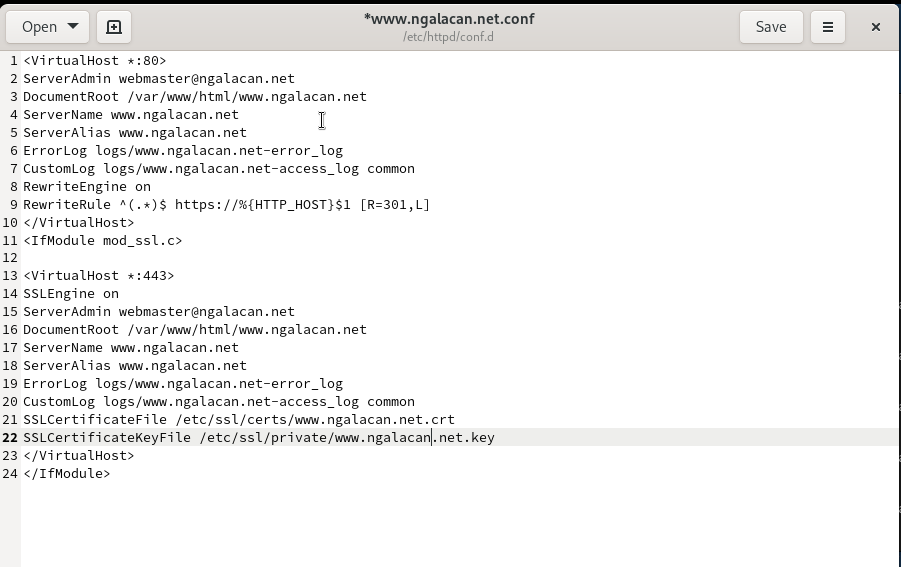 Open
*www.ngalacan.net.conf
/etc/httpd/conf.d
Save
1 <VirtualHost *:80>
2 ServerAdmin webmaster@ngalacan.net
3 DocumentRoot /var/www/html/www.ngalacan.net
4 ServerName www.ngalacan.net
5 ServerAlias www.ngalacan.net
6 ErrorLog logs/www.ngalacan.net-error_log
7 CustomLog logs/www.ngalacan.net-access_log common
8 RewriteEngine on
9 RewriteRule ^(.*)$ https://%{HTTP_HOST}$1 [R=301,L]
10 </VirtualHost>
11 <IfModule mod_ssl.c>
12
13 <VirtualHost *:443>
14 SSLEngine on
15 ServerAdmin webmaster@ngalacan.net
16 DocumentRoot /var/www/html/www.ngalacan.net
17 ServerName www.ngalacan.net
18 ServerAlias www.ngalacan.net
19 ErrorLog logs/www.ngalacan.net-error_log
20 CustomLog logs/www.ngalacan.net-access_log common
21 SSLCertificateFile /etc/ssl/certs/www.ngalacan.net.crt
22 SSLCertificateKeyFile /etc/ssl/private/www.ngalacan.net.key
23 </VirtualHost>
24 </IfModule>